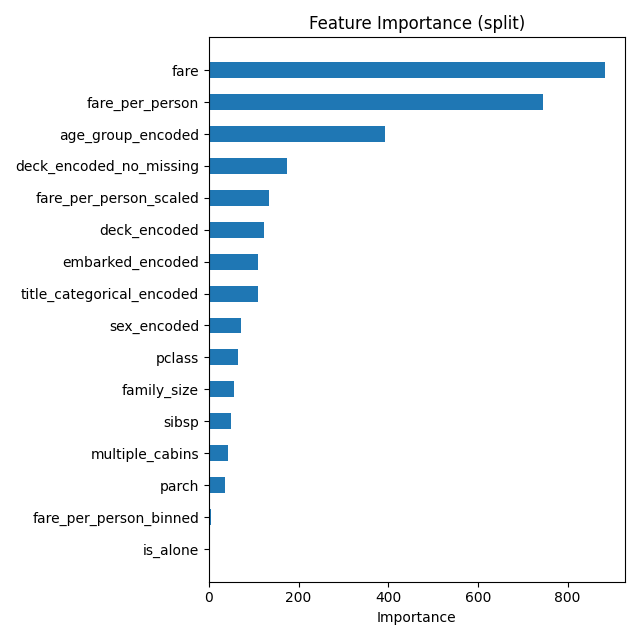 Feature Importance (split)
fare
fare_per_person
age_group_encoded
deck_encoded_no_missing
fare_per_person_scaled
deck_encoded
embarked_encoded
title_categorical_encoded
sex_encoded
pclass
family_size
sibsp
multiple_cabins
parch
fare_per_person_binned
is_alone
0 200 400 600 800
Importance